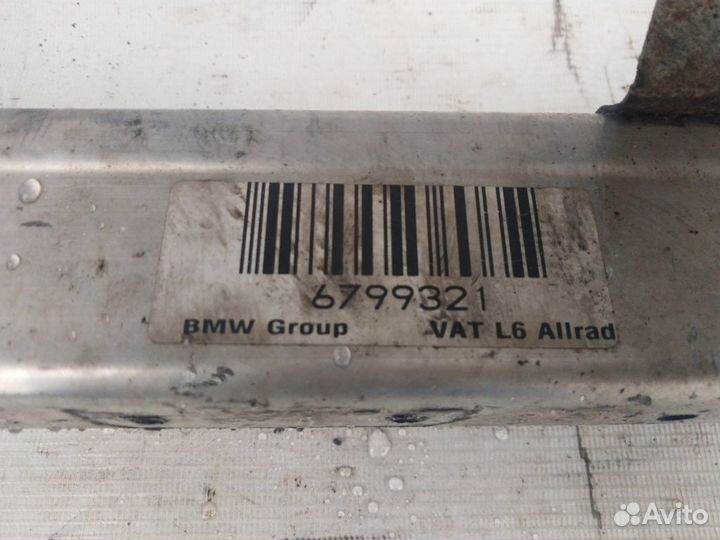 6799321
BMW Group VAT L6 Allrad
Avito